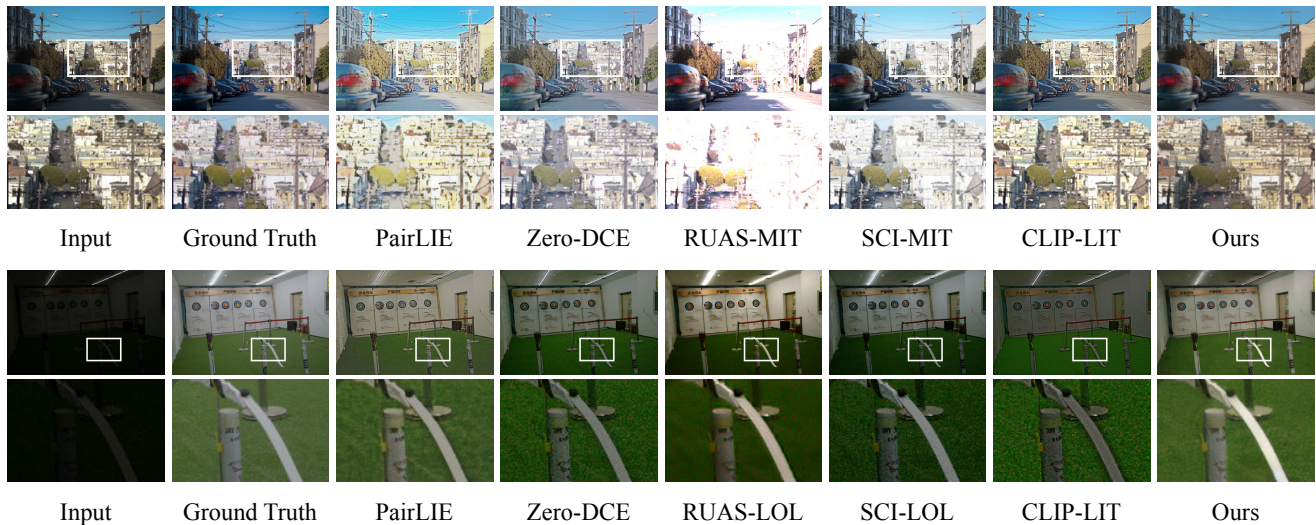 Input Ground Truth PairLIE Zero-DCE RUAS-MIT SCI-MIT CLIP-LIT Ours
Input Ground Truth PairLIE Zero-DCE RUAS-LOL SCI-LOL CLIP-LIT Ours